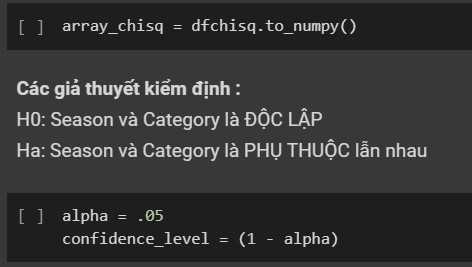 [ ] array_chisq = dfchisq.to_numpy()
Các giả thuyết kiểm định :
H0: Season và Category là ĐỘC LẬP
Ha: Season và Category là PHỤ THUỘC lẫn nhau
[ ] alpha = .05
confidence_level = (1 - alpha)